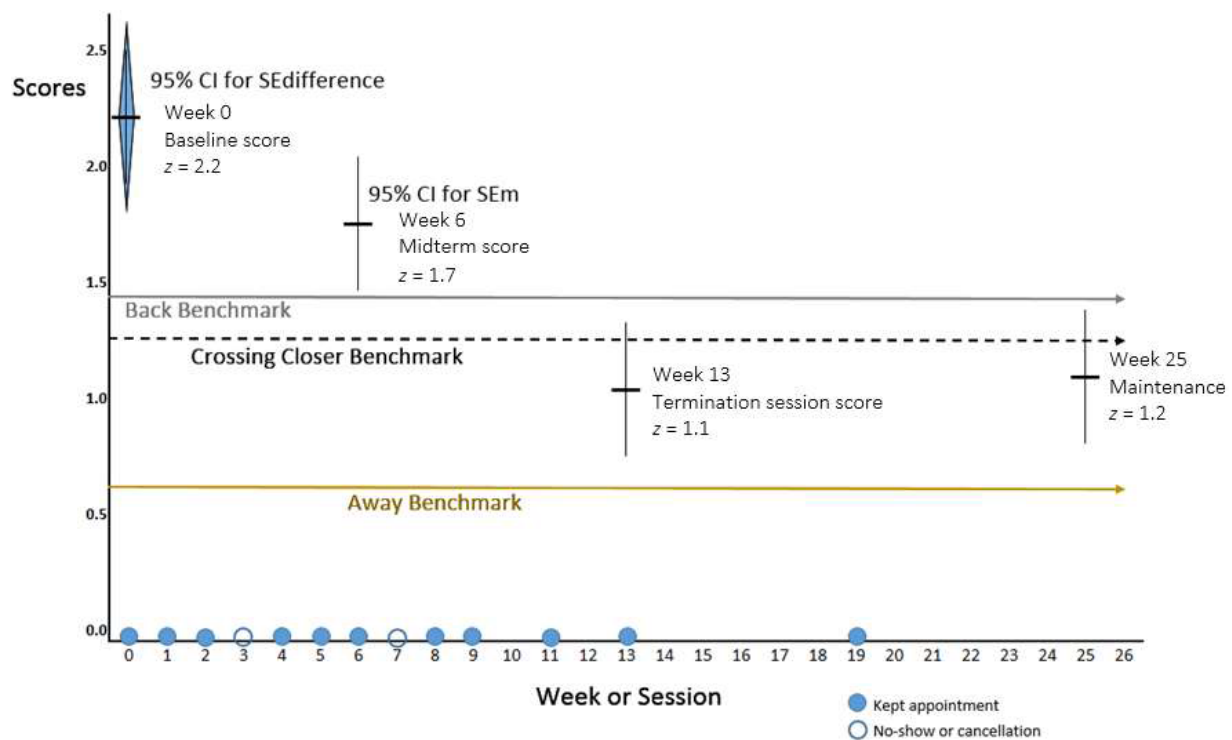 2.5
Scores
95% CI for SEdifference
Week 0
Baseline score
z = 2.2
2.0
95% CI for SEm
Week 6
Midterm score
z = 1.7
1.5
Back Benchmark
Crossing Closer Benchmark
Week 13
Termination session score
z = 1.1
Week 25
Maintenance
z = 1.2
1.0
Away Benchmark
0.5
0.0
0 1 2 3 4 5 6 7 8 9 10 11 12 13 14 15 16 17 18 19 20 21 22 23 24 25 26
Week or Session
Kept appointment
No-show or cancellation